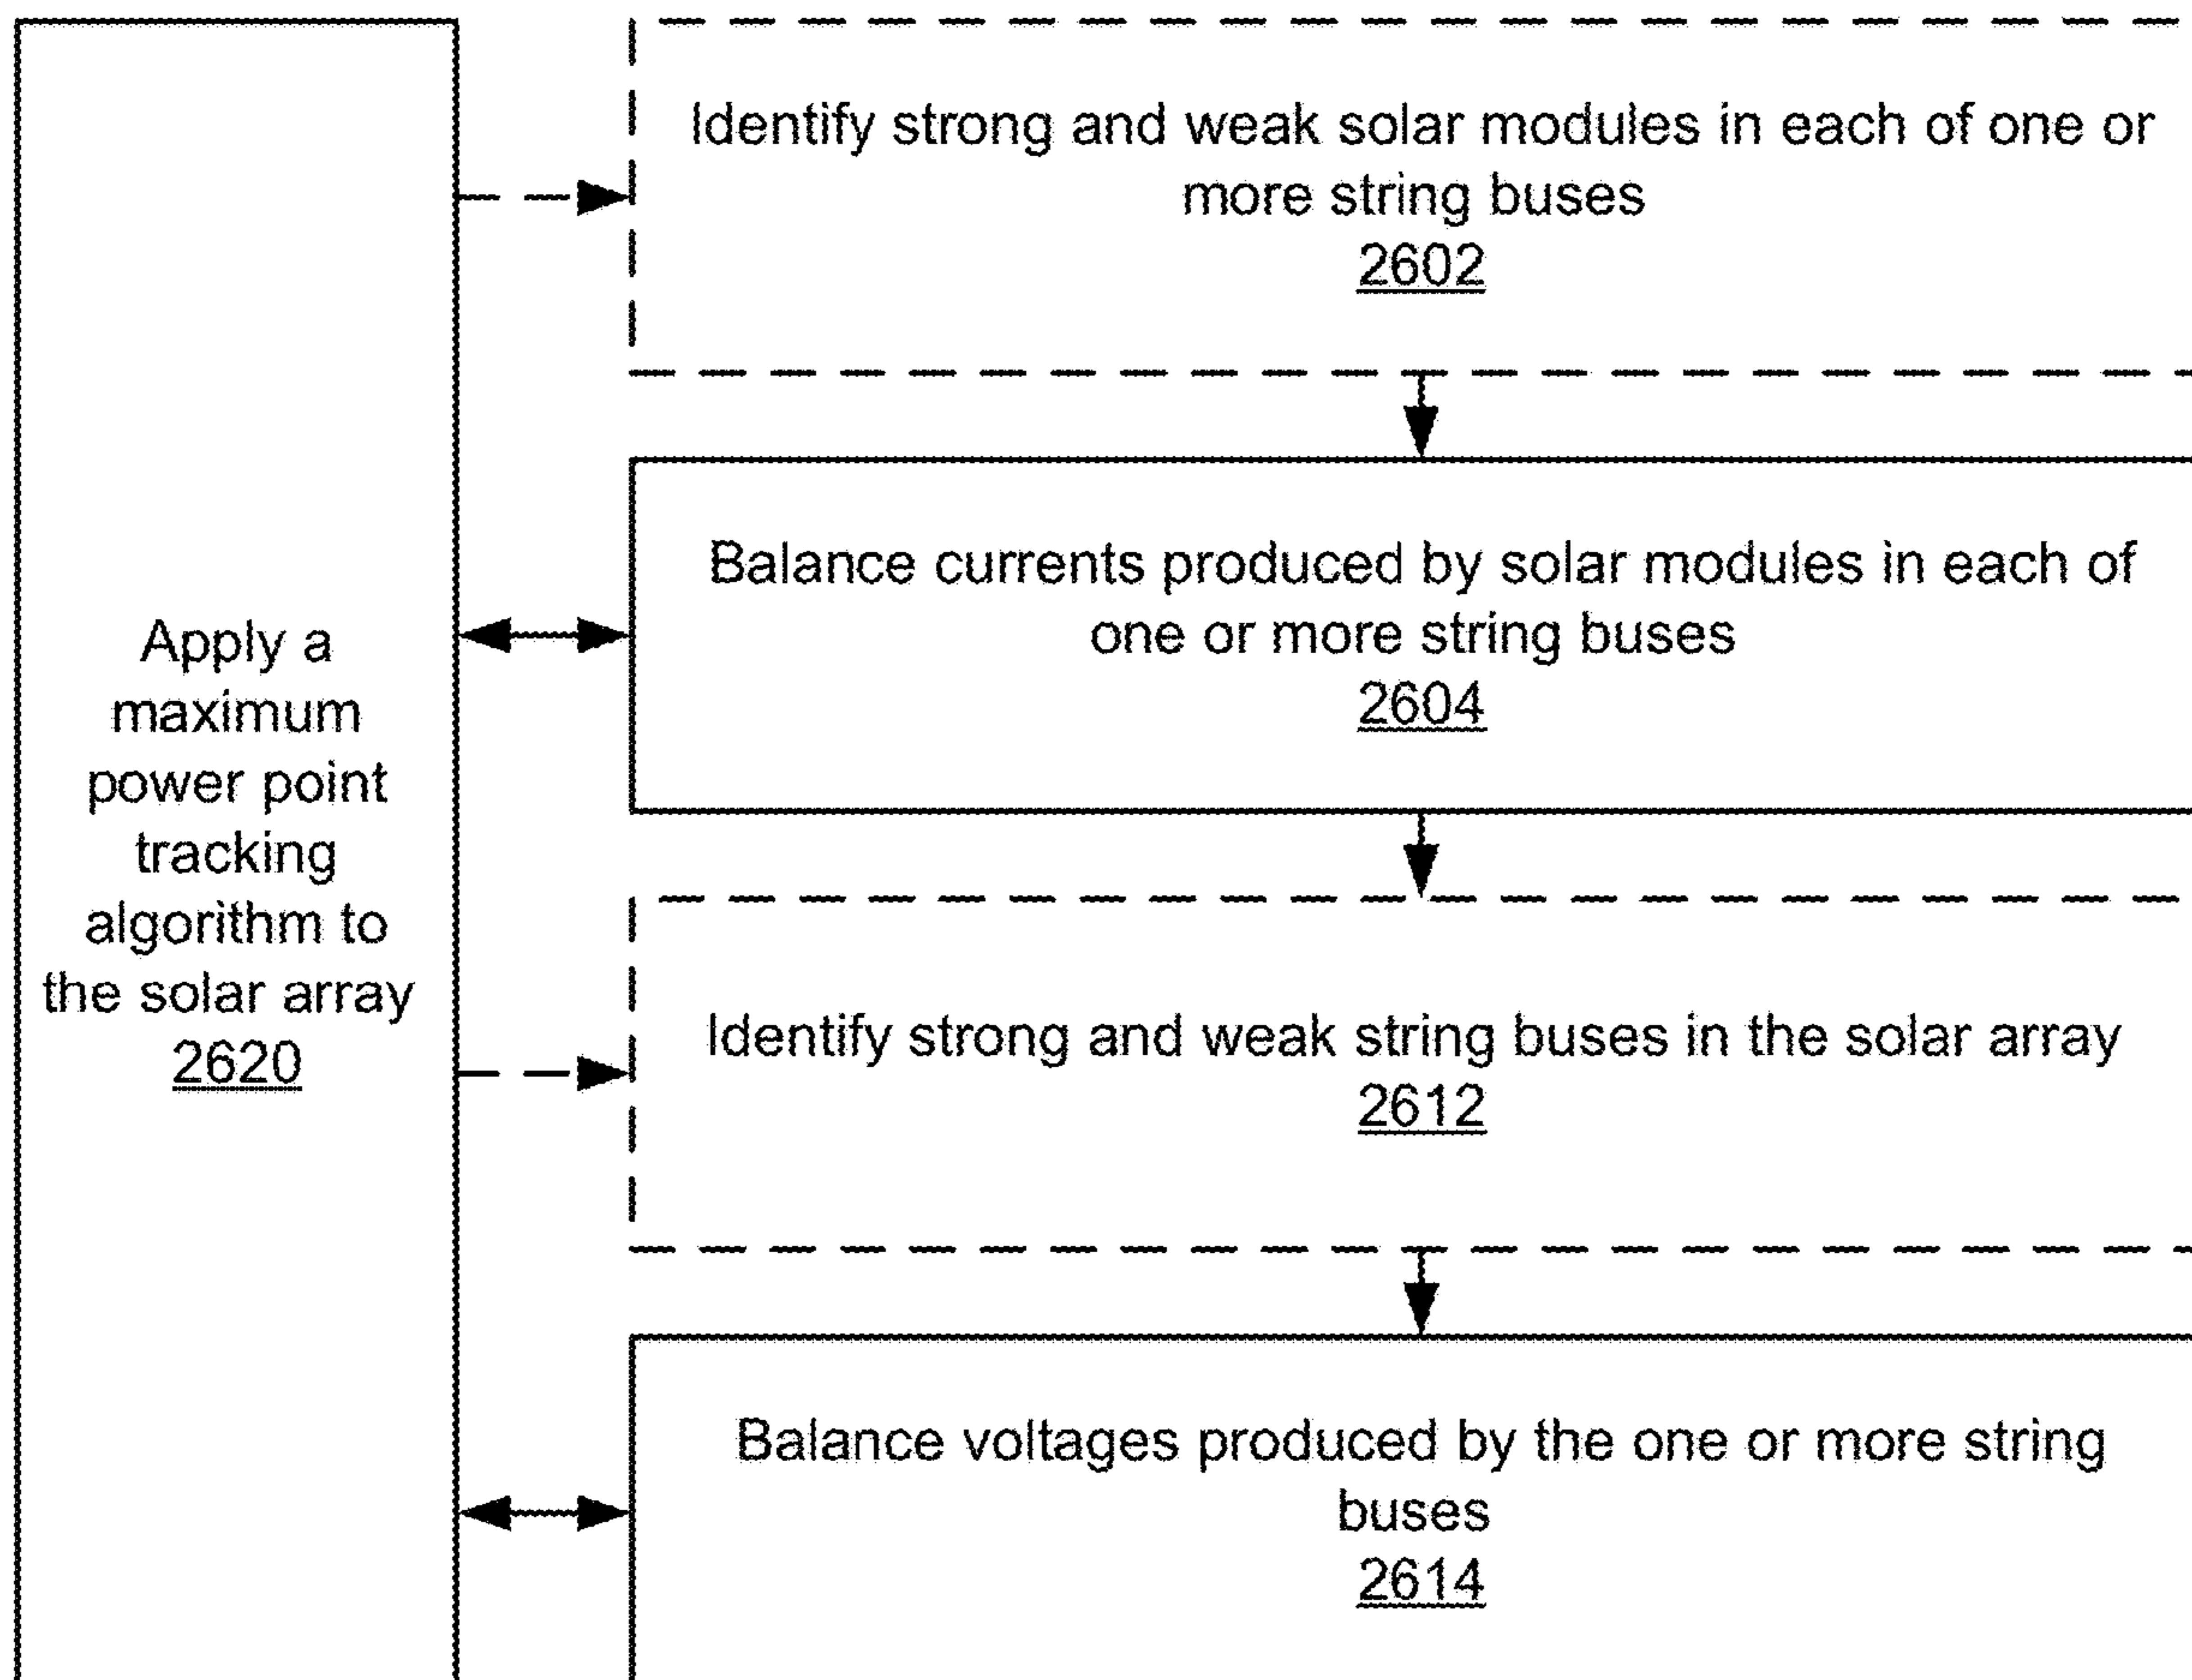 Apply a
maximum
power point
tracking
algorithm to
the solar array
2620
Identify strong and weak solar modules in each of one or
more string buses
2602
Balance currents produced by solar modules in each of
one or more string buses
2604
Identify strong and weak string buses in the solar array
2612
Balance voltages produced by the one or more string
buses
2614